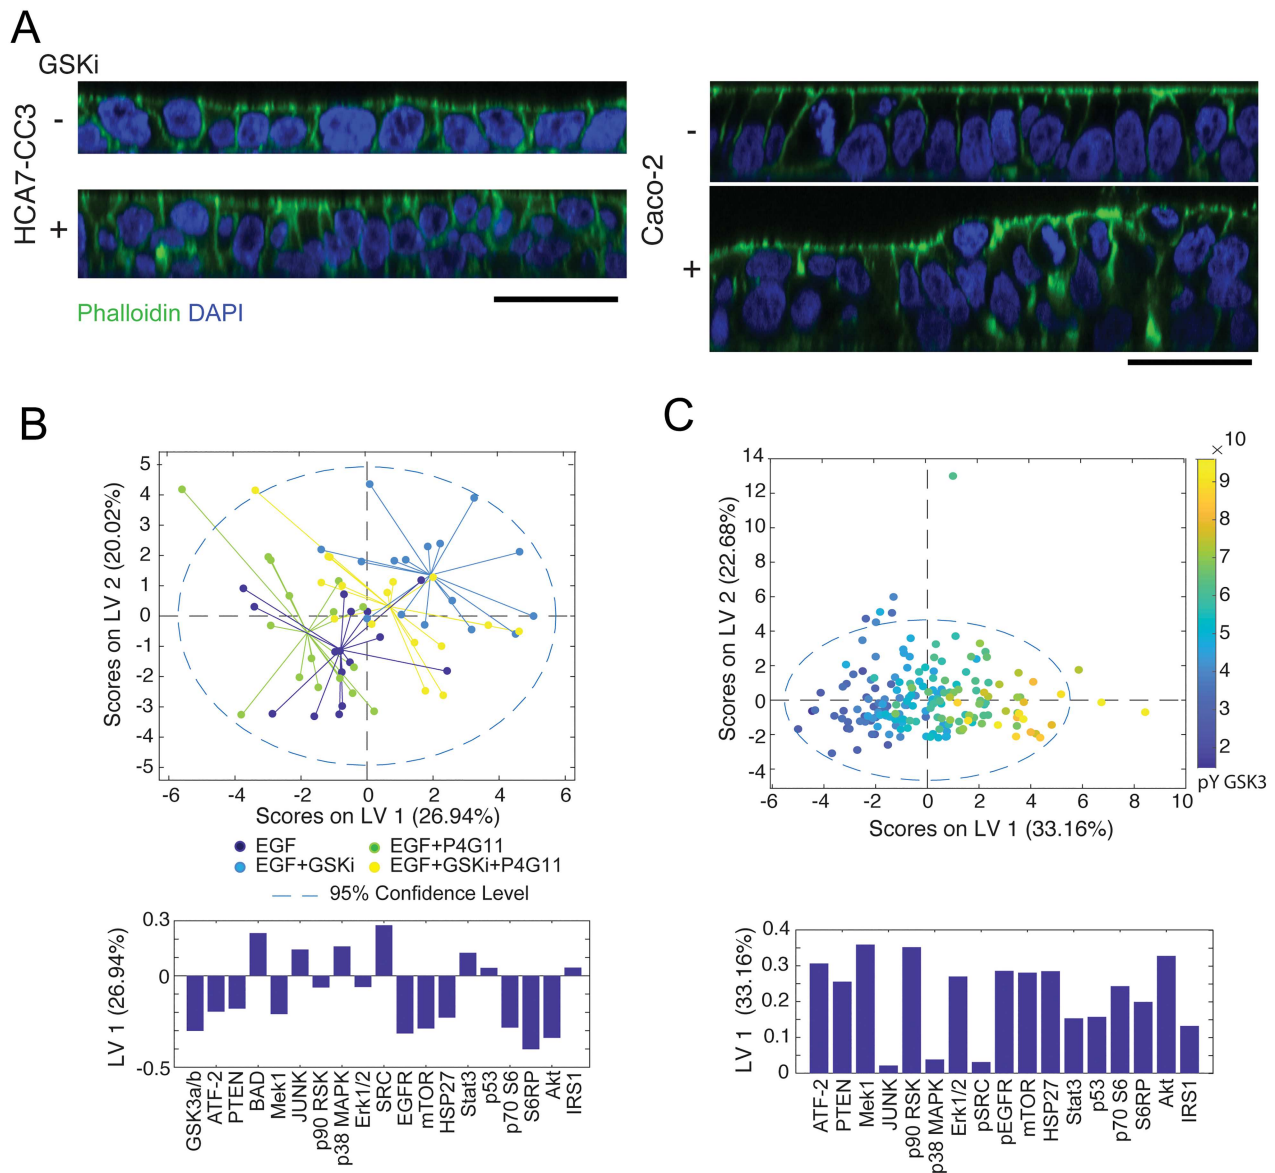 A
GSKi
HCA7-CC3
-
+
Phalloidin DAPI
Caco-2
-
+
B
Scores on LV 2 (20.02%)
5
4
3
2
1
0
-1
-2
-3
-4
-5
-6 -4 -2 0 2 4 6
Scores on LV 1 (26.94%)
EGF
EGF+P4G11
EGF+GSKi
EGF+GSKi+P4G11
95% Confidence Level
LV 1 (26.94%)
0.3
0
-0.5
GSK3a/b
ATF-2
PTEN
BAD
Mek1
JUNK
p90 RSK
p38 MAPK
Erk1/2
SRC
EGFR
mTOR
HSP27
Stat3
p53
p70 S6
S6RP
Akt
IRS1
C
Scores on LV 2 (22.68%)
14
12
10
8
6
4
2
0
-2
-4
-6 -4 -2 0 2 4 6 8 10
Scores on LV 1 (33.16%)
×10
9
8
7
6
5
4
3
2
pY GSK3
LV 1 (33.16%)
0.4
0.3
0.2
0.1
0
ATF-2
PTEN
Mek1
JUNK
p90 RSK
p38 MAPK
Erk1/2
pSRC
pEGFR
mTOR
HSP27
Stat3
p53
p70 S6
S6RP
Akt
IRS1